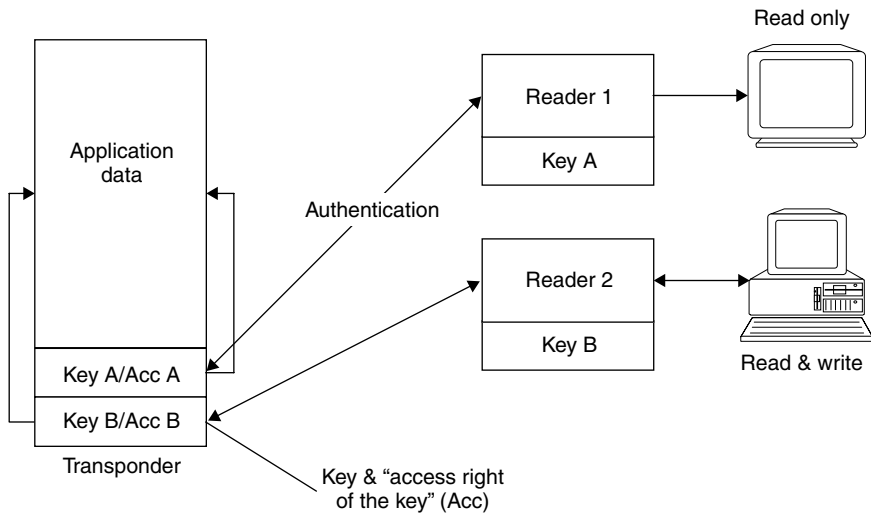 Read only
Reader 1
Key A
Application
data
Authentication
Reader 2
Key B
Read & write
Key A/Acc A
Key B/Acc B
Transponder
Key & “access right
of the key” (Acc)